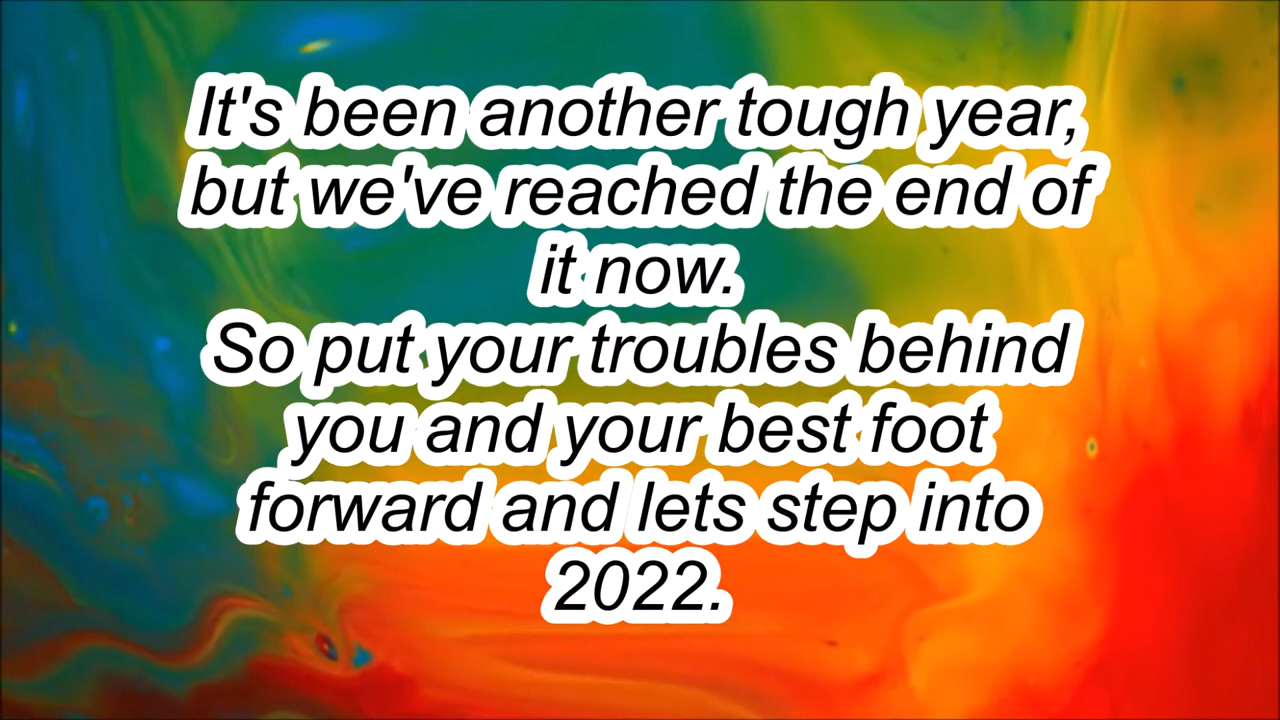 It's been another tough year,
but we've reached the end of
it now.
So put your troubles behind
you and your best foot
forward and lets step into
2022.